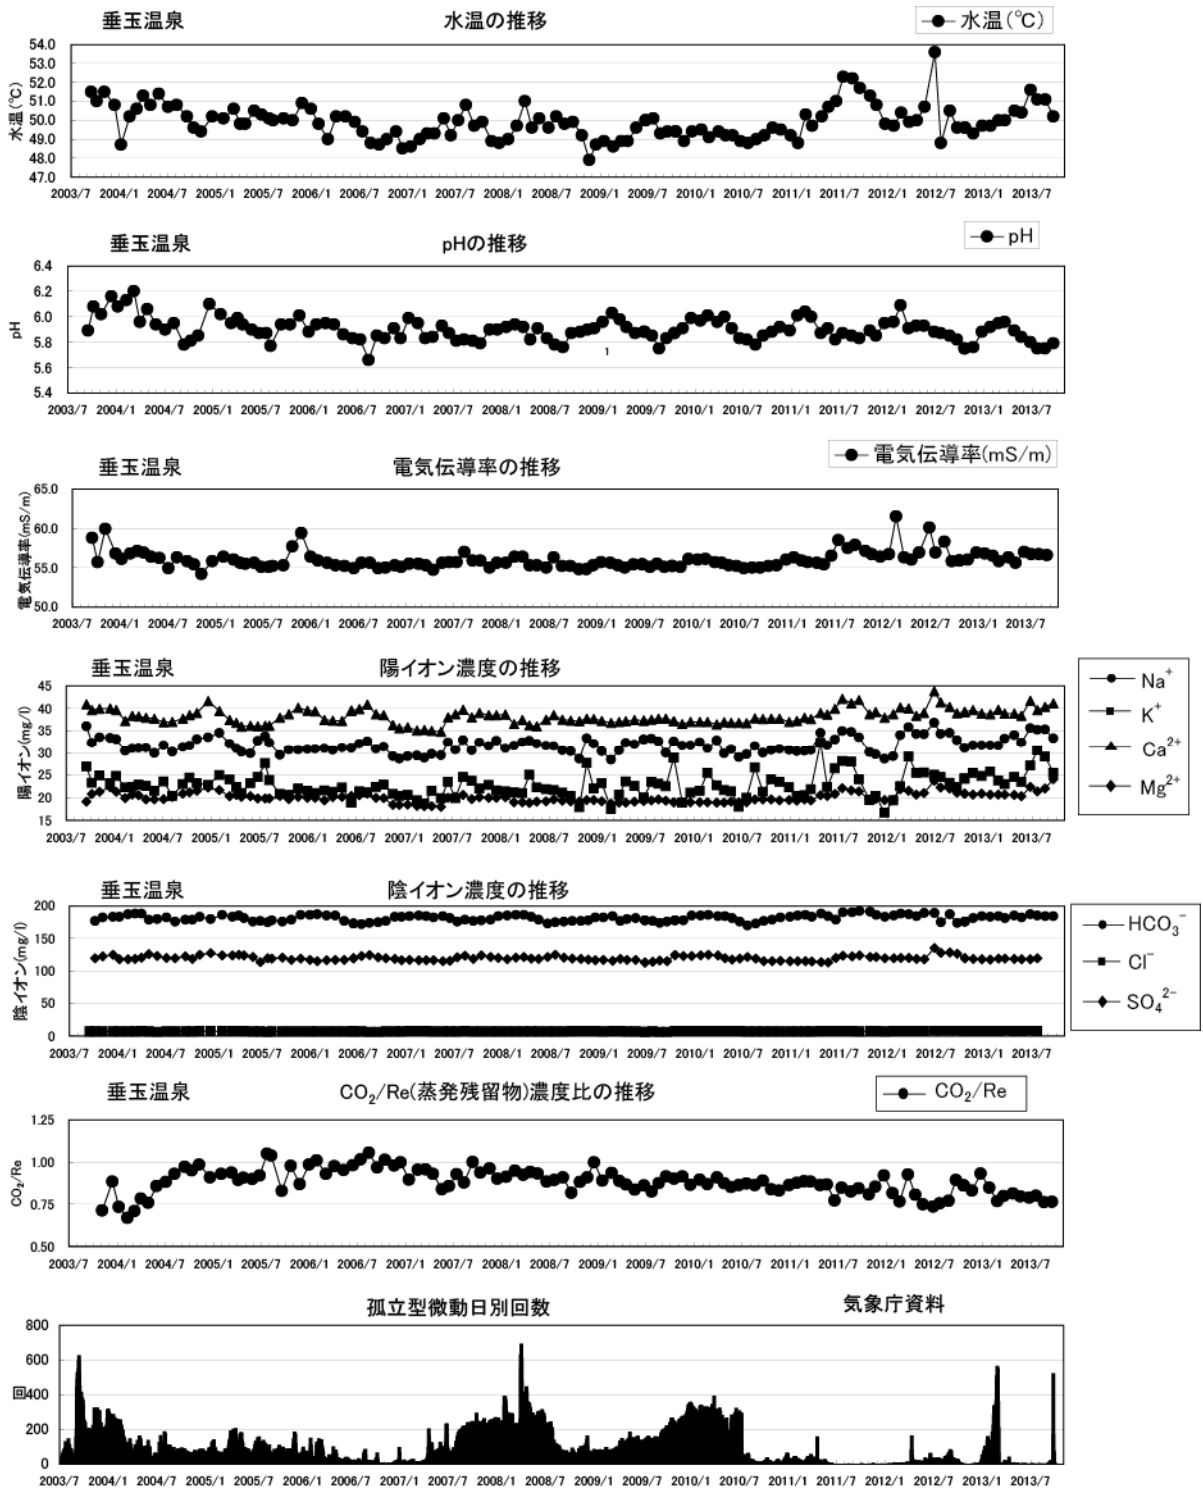 垂玉温泉 水温の推移 水温(℃)
水温(℃)
54.0
53.0
52.0
51.0
50.0
49.0
48.0
47.0
2003/7 2004/1 2004/7 2005/1 2005/7 2006/1 2006/7 2007/1 2007/7 2008/1 2008/7 2009/1 2009/7 2010/1 2010/7 2011/1 2011/7 2012/1 2012/7 2013/1 2013/7
垂玉温泉 pHの推移 pH
pH
6.4
6.2
6.0
5.8
5.6
5.4
1
2003/7 2004/1 2004/7 2005/1 2005/7 2006/1 2006/7 2007/1 2007/7 2008/1 2008/7 2009/1 2009/7 2010/1 2010/7 2011/1 2011/7 2012/1 2012/7 2013/1 2013/7
垂玉温泉 電気伝導率の推移 電気伝導率(mS/m)
電気伝導率(mS/m)
65.0
60.0
55.0
50.0
2003/7 2004/1 2004/7 2005/1 2005/7 2006/1 2006/7 2007/1 2007/7 2008/1 2008/7 2009/1 2009/7 2010/1 2010/7 2011/1 2011/7 2012/1 2012/7 2013/1 2013/7
垂玉温泉 陽イオン濃度の推移
陽イオン(mg/l)
45
40
35
30
25
20
15
Na⁺
K⁺
Ca²⁺
Mg²⁺
2003/7 2004/1 2004/7 2005/1 2005/7 2006/1 2006/7 2007/1 2007/7 2008/1 2008/7 2009/1 2009/7 2010/1 2010/7 2011/1 2011/7 2012/1 2012/7 2013/1 2013/7
垂玉温泉 陰イオン濃度の推移
陰イオン(mg/l)
200
150
100
50
0
HCO₃⁻
Cl⁻
SO₄²⁻
2003/7 2004/1 2004/7 2005/1 2005/7 2006/1 2006/7 2007/1 2007/7 2008/1 2008/7 2009/1 2009/7 2010/1 2010/7 2011/1 2011/7 2012/1 2012/7 2013/1 2013/7
垂玉温泉 CO₂/Re(蒸発残留物)濃度比の推移 CO₂/Re
CO₂/Re
1.25
1.00
0.75
0.50
2003/7 2004/1 2004/7 2005/1 2005/7 2006/1 2006/7 2007/1 2007/7 2008/1 2008/7 2009/1 2009/7 2010/1 2010/7 2011/1 2011/7 2012/1 2012/7 2013/1 2013/7
孤立型微動日別回数 気象庁資料
回
800
600
400
200
0
2003/7 2004/1 2004/7 2005/1 2005/7 2006/1 2006/7 2007/1 2007/7 2008/1 2008/7 2009/1 2009/7 2010/1 2010/7 2011/1 2011/7 2012/1 2012/7 2013/1 2013/7